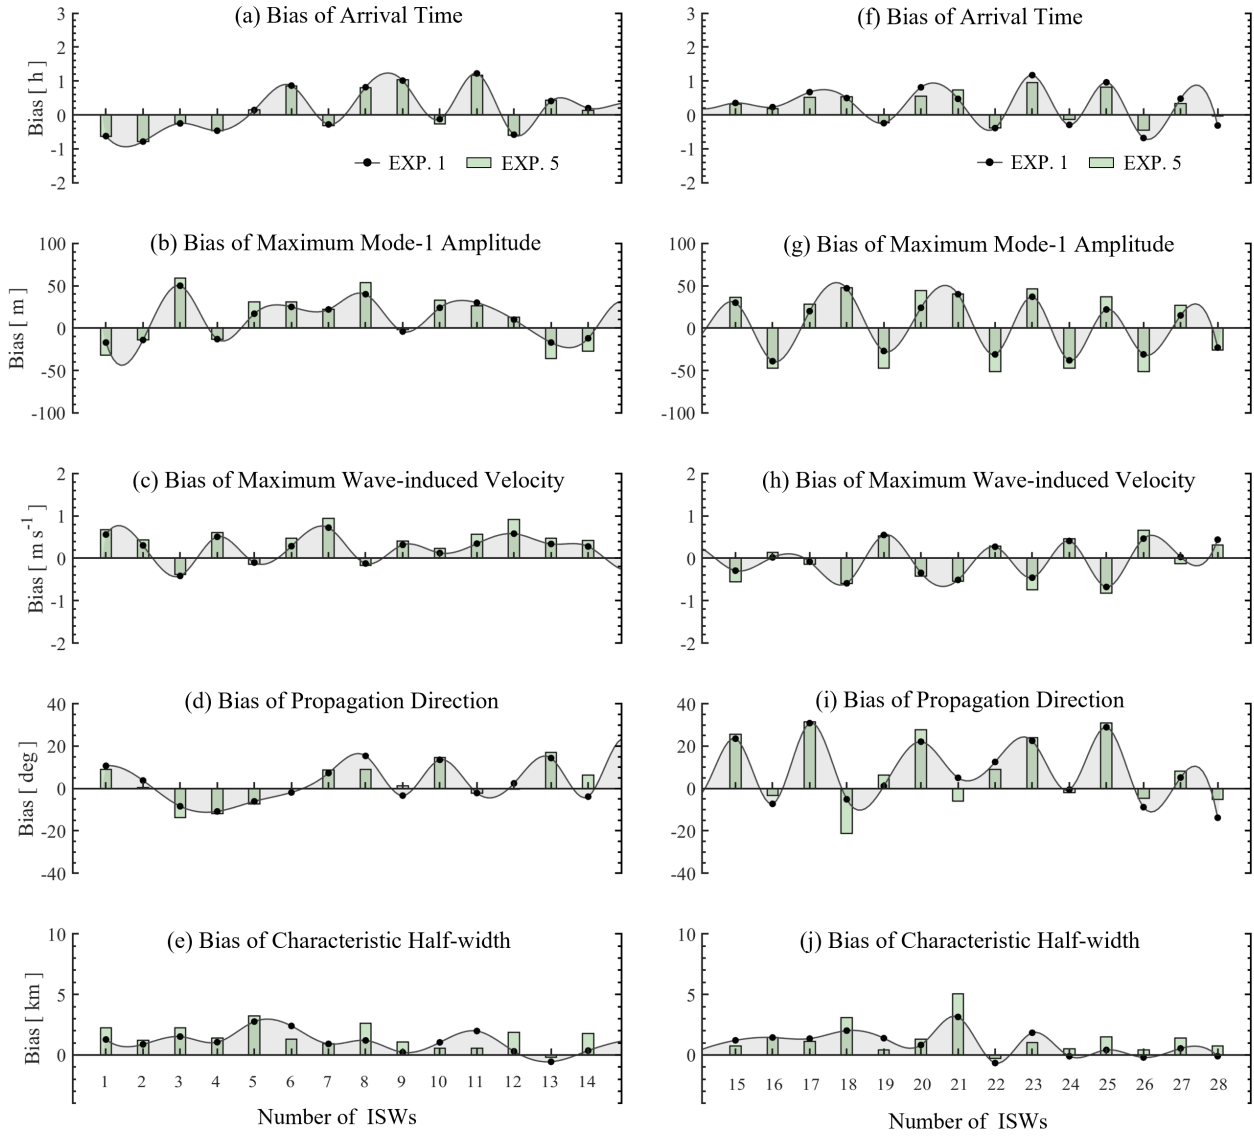 (a) Bias of Arrival Time
3
2
1
0
-1
-2
Bias [ h ]
EXP. 1
EXP. 5
(b) Bias of Maximum Mode-1 Amplitude
100
50
0
-50
-100
Bias [ m ]
(c) Bias of Maximum Wave-induced Velocity
2
1
0
-1
-2
Bias [ m s-1 ]
(d) Bias of Propagation Direction
40
20
0
-20
-40
Bias [ deg ]
(e) Bias of Characteristic Half-width
10
5
0
Bias [ km ]
1 2 3 4 5 6 7 8 9 10 11 12 13 14
Number of ISWs
(f) Bias of Arrival Time
3
2
1
0
-1
-2
EXP. 1
EXP. 5
(g) Bias of Maximum Mode-1 Amplitude
100
50
0
-50
-100
(h) Bias of Maximum Wave-induced Velocity
2
1
0
-1
-2
(i) Bias of Propagation Direction
40
20
0
-20
-40
(j) Bias of Characteristic Half-width
10
5
0
15 16 17 18 19 20 21 22 23 24 25 26 27 28
Number of ISWs